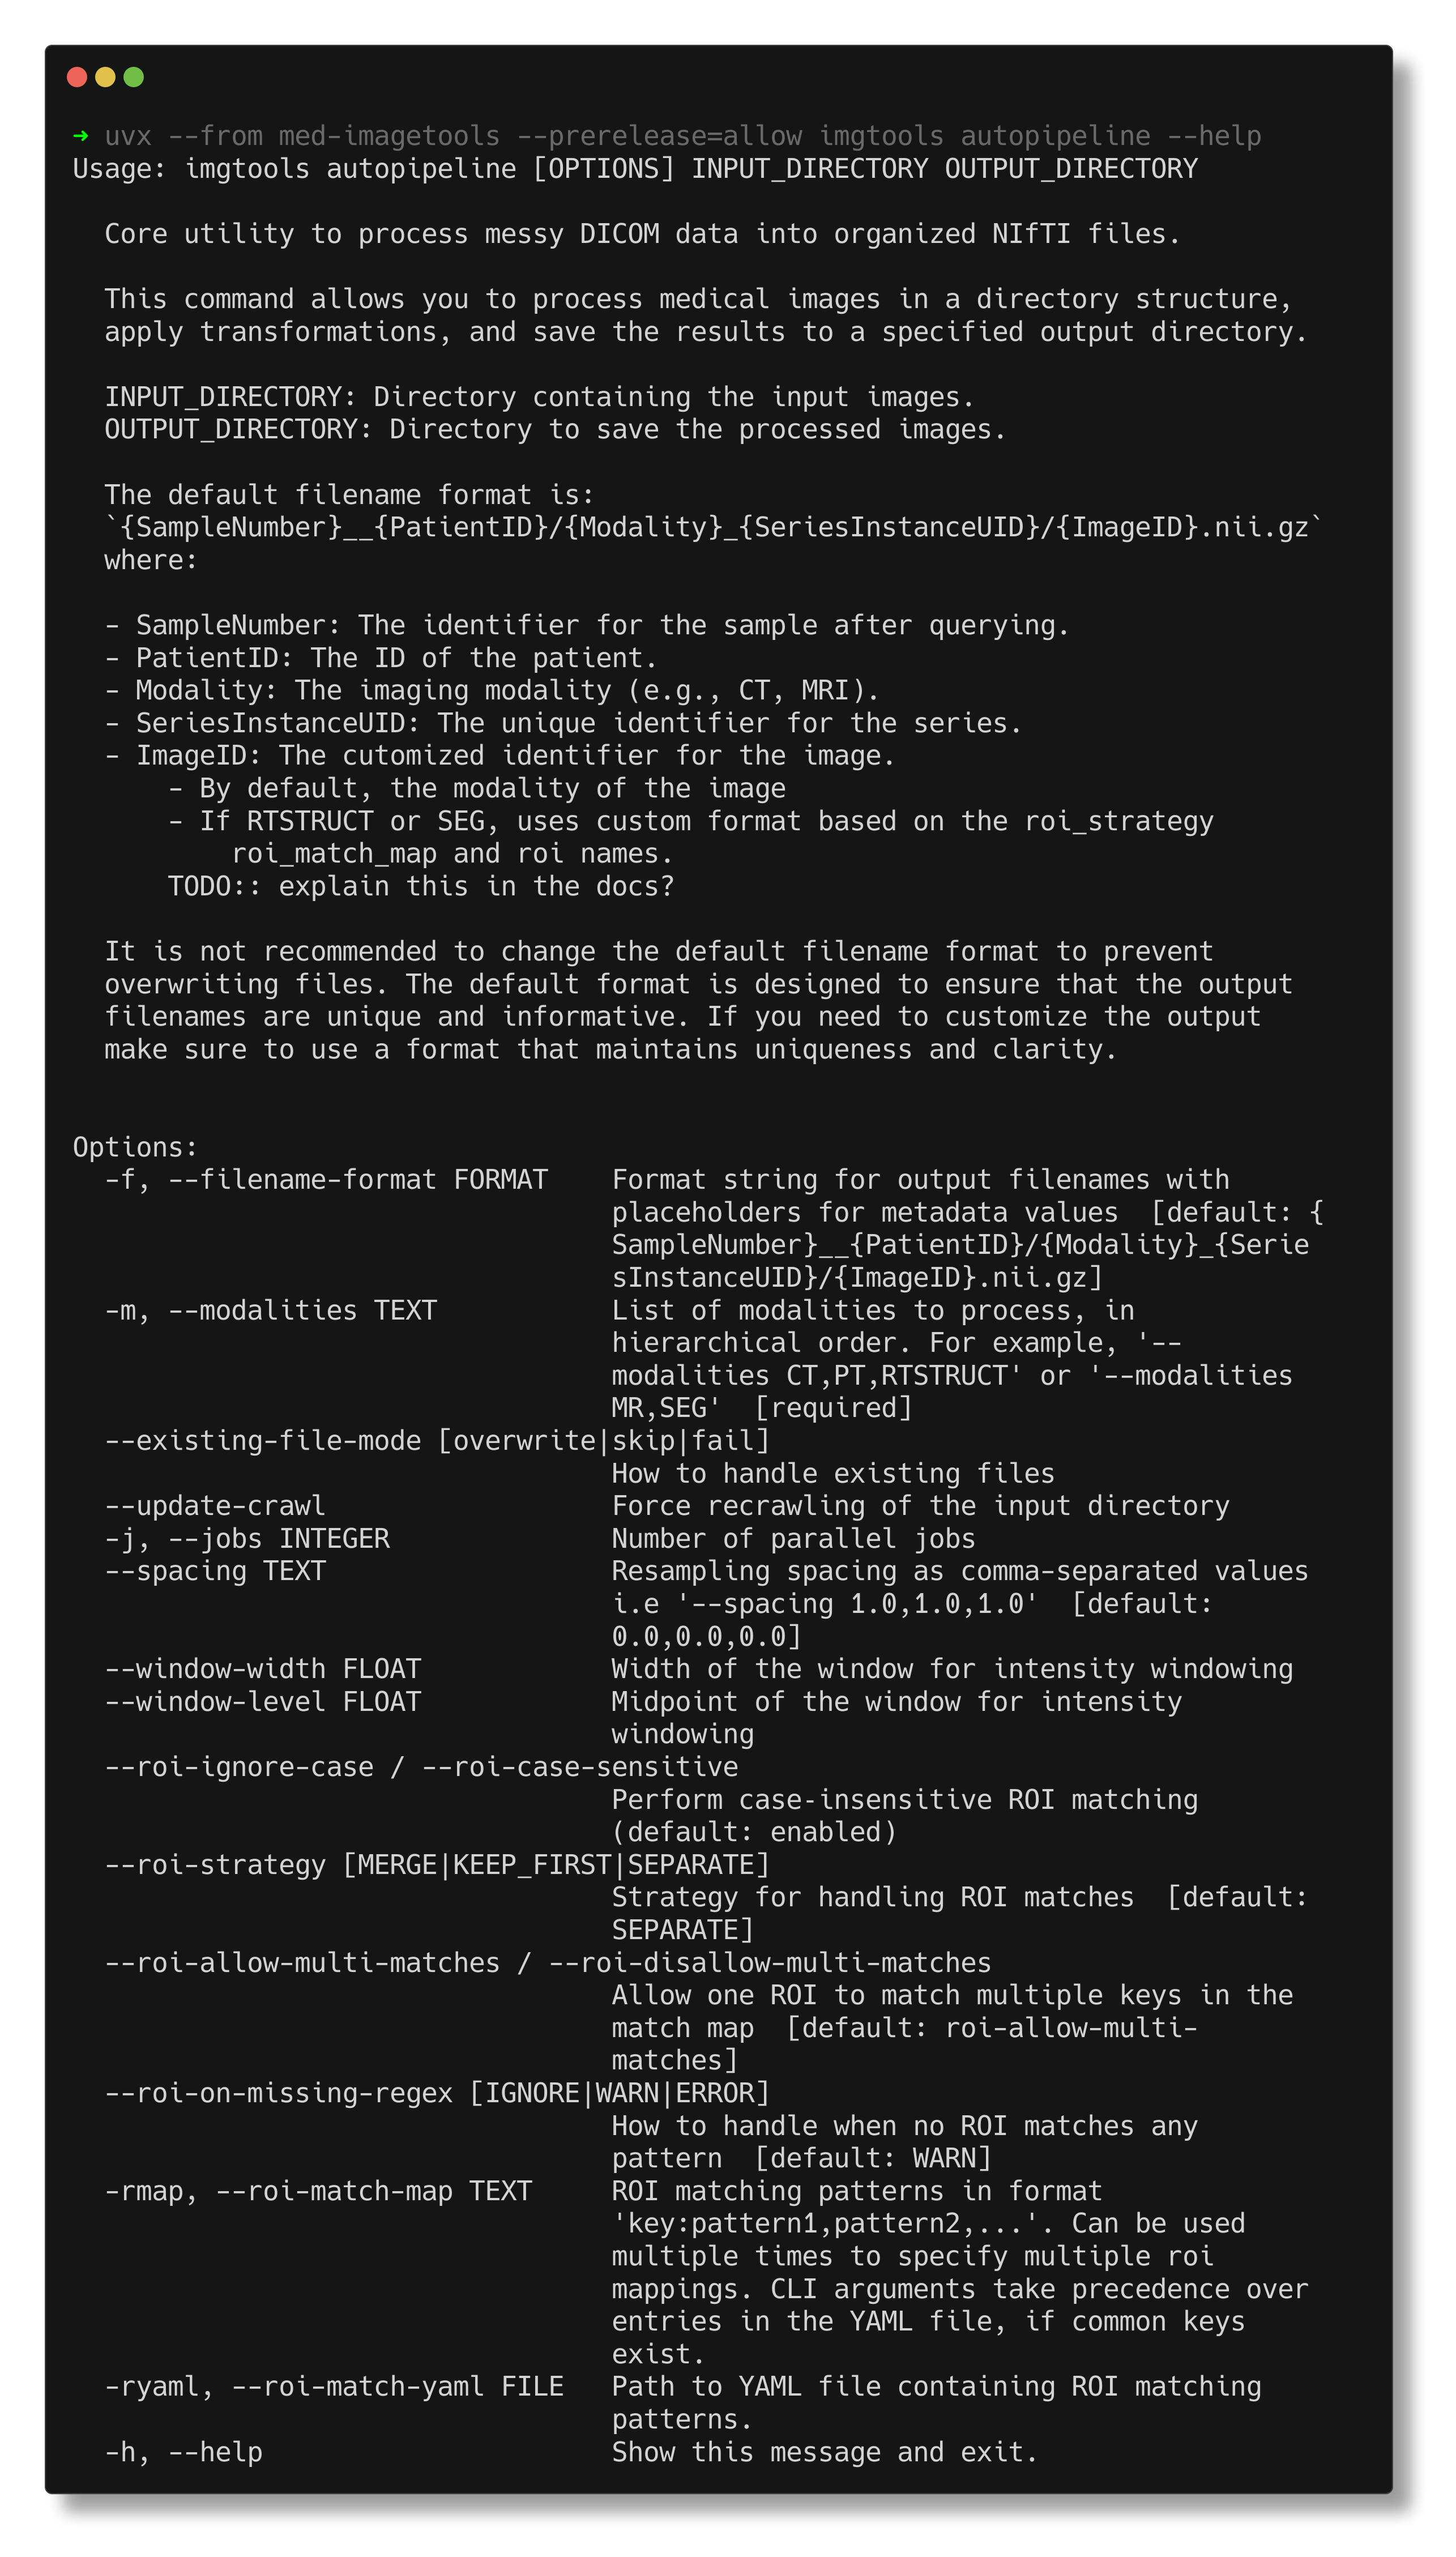 ➜ uvx --from med-imagetools --prerelease=allow imgtools autopipeline --help
Usage: imgtools autopipeline [OPTIONS] INPUT_DIRECTORY OUTPUT_DIRECTORY
Core utility to process messy DICOM data into organized NIfTI files.
This command allows you to process medical images in a directory structure,
apply transformations, and save the results to a specified output directory.
INPUT_DIRECTORY: Directory containing the input images.
OUTPUT_DIRECTORY: Directory to save the processed images.
The default filename format is:
`{SampleNumber}__{PatientID}/{Modality}_{SeriesInstanceUID}/{ImageID}.nii.gz`
where:
- SampleNumber: The identifier for the sample after querying.
- PatientID: The ID of the patient.
- Modality: The imaging modality (e.g., CT, MRI).
- SeriesInstanceUID: The unique identifier for the series.
- ImageID: The cutomized identifier for the image.
- By default, the modality of the image
- If RTSTRUCT or SEG, uses custom format based on the roi_strategy
roi_match_map and roi names.
TODO:: explain this in the docs?
It is not recommended to change the default filename format to prevent
overwriting files. The default format is designed to ensure that the output
filenames are unique and informative. If you need to customize the output
make sure to use a format that maintains uniqueness and clarity.
Options:
-f, --filename-format FORMAT    Format string for output filenames with
placeholders for metadata values  [default: {
SampleNumber}__{PatientID}/{Modality}_{Serie
sInstanceUID}/{ImageID}.nii.gz]
-m, --modalities TEXT           List of modalities to process, in
hierarchical order. For example, '--
modalities CT,PT,RTSTRUCT' or '--modalities
MR,SEG'  [required]
--existing-file-mode [overwrite|skip|fail]
How to handle existing files
--update-crawl                  Force recrawling of the input directory
-j, --jobs INTEGER              Number of parallel jobs
--spacing TEXT                  Resampling spacing as comma-separated values
i.e '--spacing 1.0,1.0,1.0'  [default:
0.0,0.0,0.0]
--window-width FLOAT            Width of the window for intensity windowing
--window-level FLOAT            Midpoint of the window for intensity
windowing
--roi-ignore-case / --roi-case-sensitive
Perform case-insensitive ROI matching
(default: enabled)
--roi-strategy [MERGE|KEEP_FIRST|SEPARATE]
Strategy for handling ROI matches  [default:
SEPARATE]
--roi-allow-multi-matches / --roi-disallow-multi-matches
Allow one ROI to match multiple keys in the
match map  [default: roi-allow-multi-
matches]
--roi-on-missing-regex [IGNORE|WARN|ERROR]
How to handle when no ROI matches any
pattern  [default: WARN]
-rmap, --roi-match-map TEXT     ROI matching patterns in format
'key:pattern1,pattern2,...'. Can be used
multiple times to specify multiple roi
mappings. CLI arguments take precedence over
entries in the YAML file, if common keys
exist.
-ryaml, --roi-match-yaml FILE   Path to YAML file containing ROI matching
patterns.
-h, --help                      Show this message and exit.